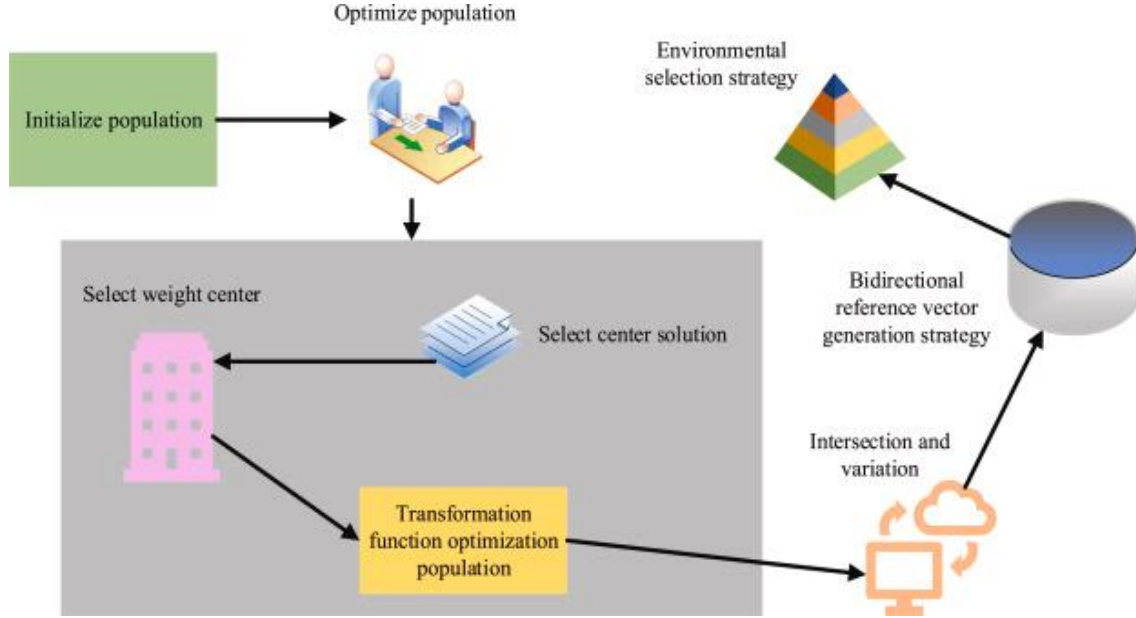 Optimize population
Initialize population
Environmental
selection strategy
Select weight center
Select center solution
Bidirectional
reference vector
generation strategy
Intersection and
variation
Transformation
function optimization
population